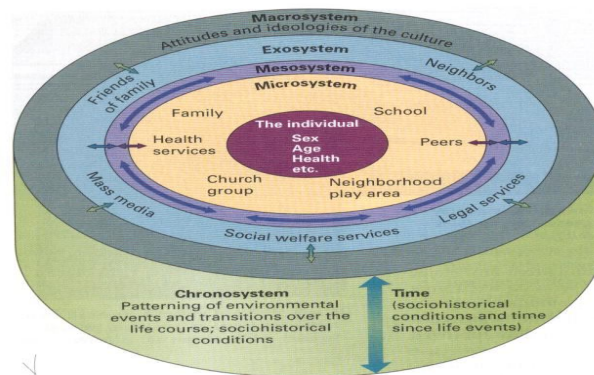 Macrosystem
Attitudes and ideologies of the culture
Exosystem
Mesosystem
Microsystem
Friends
of family
Neighbors
Family
School
The individual
Sex
Age
Health
etc.
Health
services
Peers
Church
group
Neighborhood
play area
Mass media
Social welfare services
Legal services
Chronosystem
Patterning of environmental
events and transitions over the
life course; sociohistorical
conditions
Time
(sociohistorical
conditions and time
since life events)